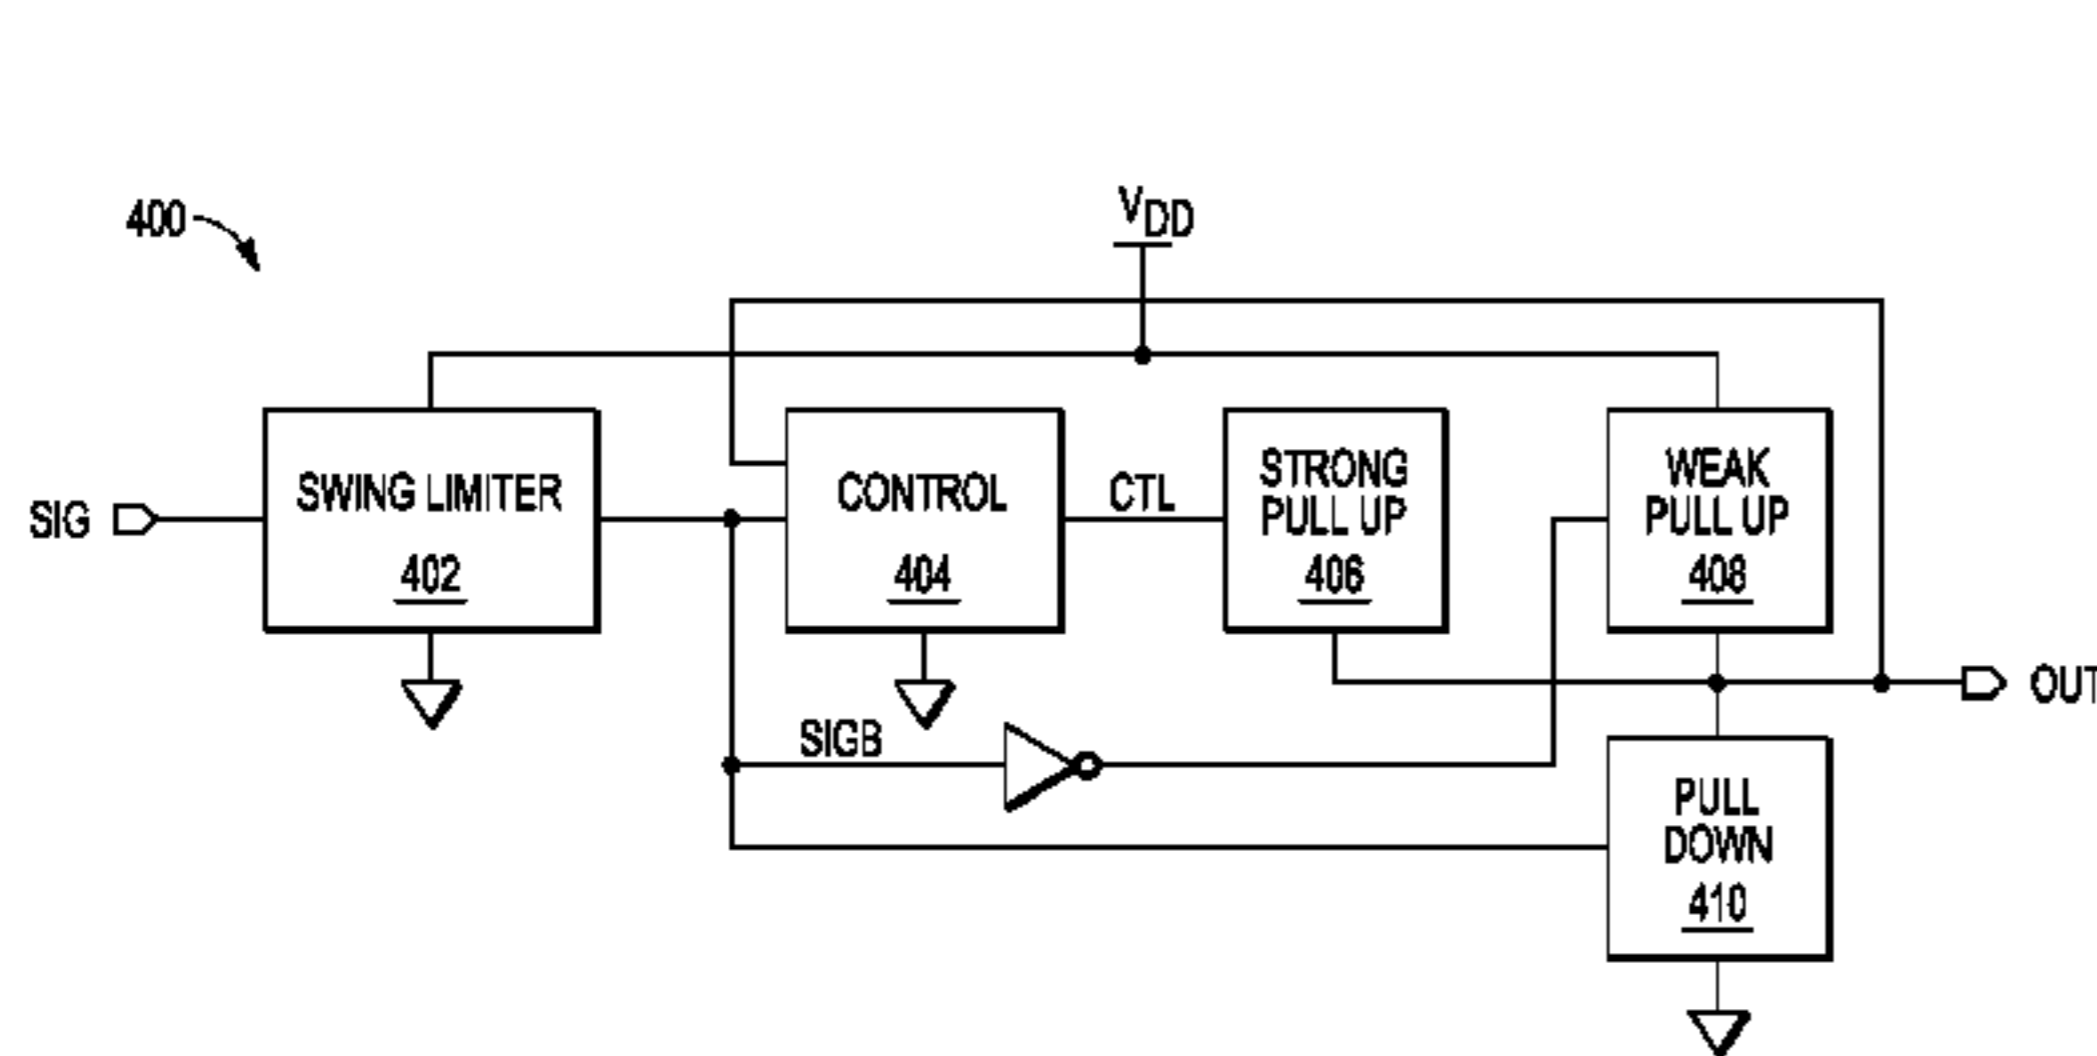 400
VDD
SIG
SWING LIMITER
402
CONTROL
404
CTL
STRONG
PULL UP
406
WEAK
PULL UP
408
OUT
SIGB
PULL
DOWN
410